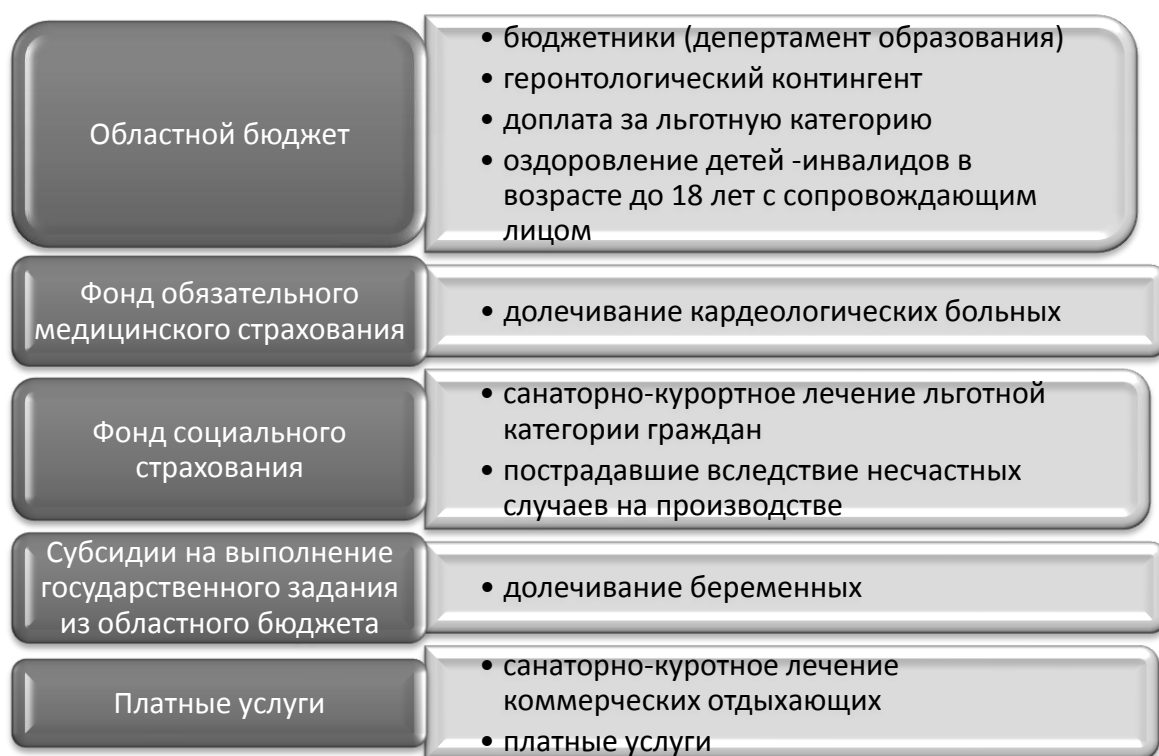 Областной бюджет
• бюджетники (депертамент образования)
• геронтологический контингент
• доплата за льготную категорию
• оздоровление детей -инвалидов в
возрасте до 18 лет с сопровождающим
лицом
Фонд обязательного
медицинского страхования
• долечивание кардеологических больных
Фонд социального
страхования
• санаторно-курортное лечение льготной
категории граждан
• пострадавшие вследствие несчастных
случаев на производстве
Субсидии на выполнение
государственного задания
из областного бюджета
• долечивание беременных
Платные услуги
• санаторно-куротное лечение
коммерческих отдыхающих
• платные услуги